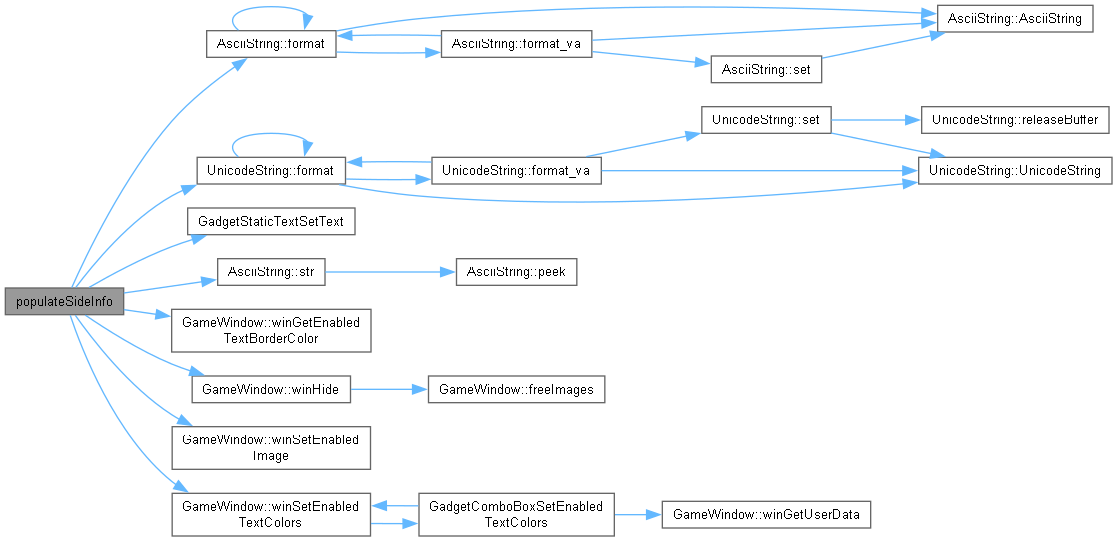 AsciiString::format
AsciiString::format_va
AsciiString::AsciiString
AsciiString::set
UnicodeString::format
UnicodeString::format_va
UnicodeString::set
UnicodeString::releaseBuffer
UnicodeString::UnicodeString
GadgetStaticTextSetText
AsciiString::str
AsciiString::peek
populateSideInfo
GameWindow::winGetEnabled
TextBorderColor
GameWindow::winHide
GameWindow::freeImages
GameWindow::winSetEnabled
Image
GameWindow::winSetEnabled
TextColors
GadgetComboBoxSetEnabled
TextColors
GameWindow::winGetUserData